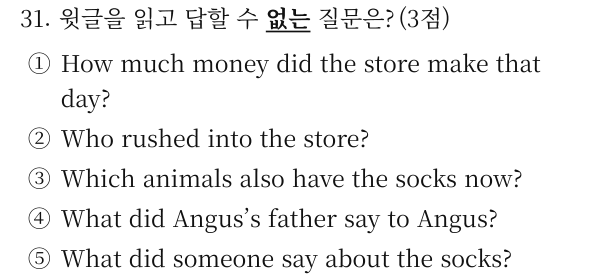 31. 윗글을 읽고 답할 수 없는 질문은?(3점)
① How much money did the store make that
day?
② Who rushed into the store?
③ Which animals also have the socks now?
④ What did Angus’s father say to Angus?
⑤ What did someone say about the socks?